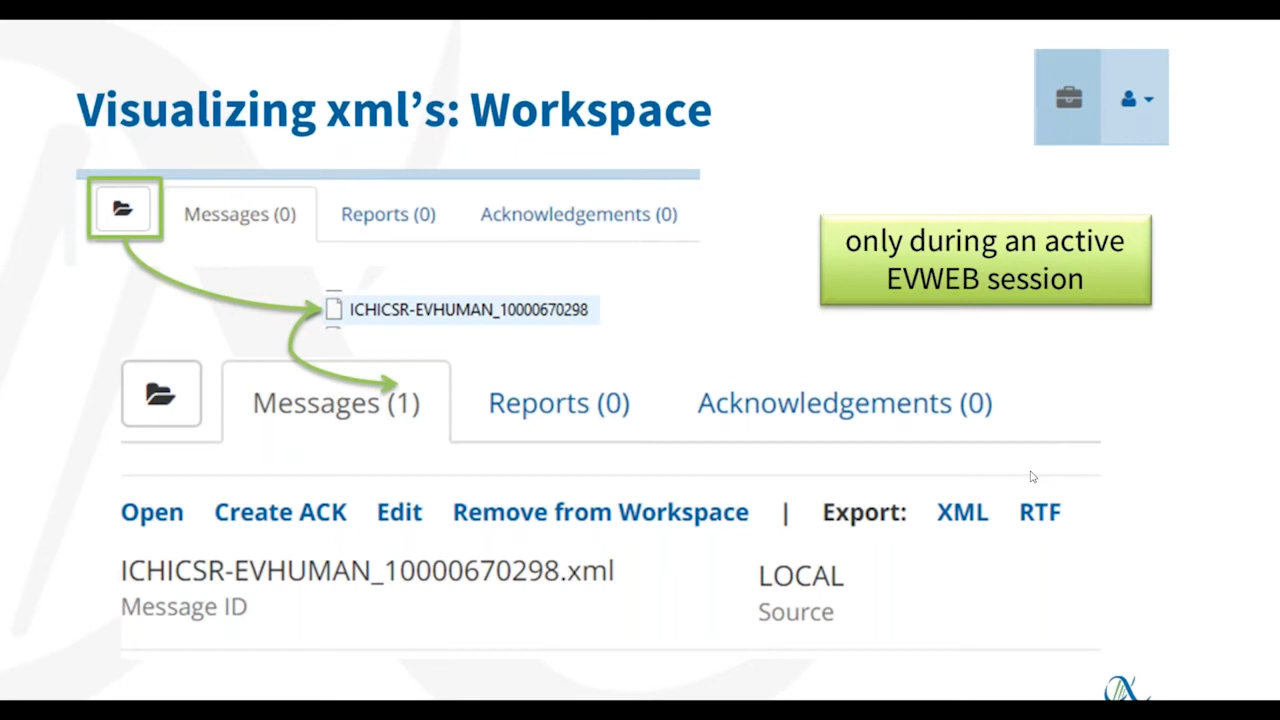 Visualizing xml's: Workspace
Messages (0) Reports (0) Acknowledgements (0)
only during an active
EVWEB session
ICHICSR-EVHUMAN_10000670298
Messages (1) Reports (0) Acknowledgements (0)
Open Create ACK Edit Remove from Workspace | Export: XML RTF
ICHICSR-EVHUMAN_10000670298.xml LOCAL
Message ID Source